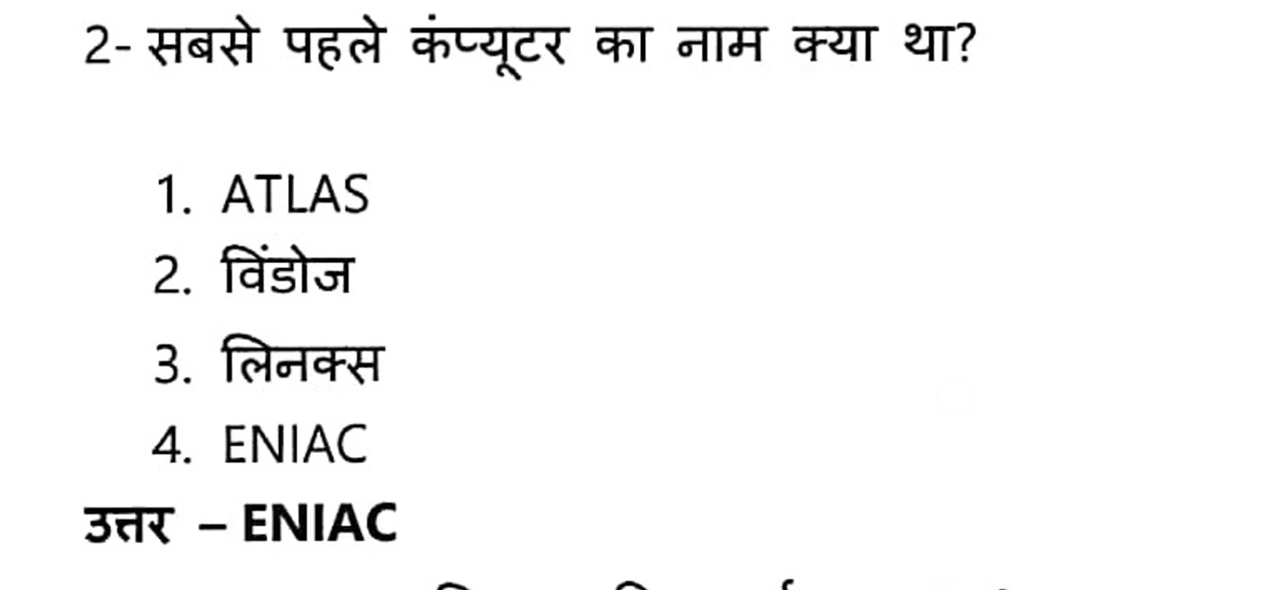 2- सबसे पहले कंप्यूटर का नाम क्या था?
1. ATLAS
2. विंडोज
3. लिनक्स
4. ENIAC
उत्तर – ENIAC